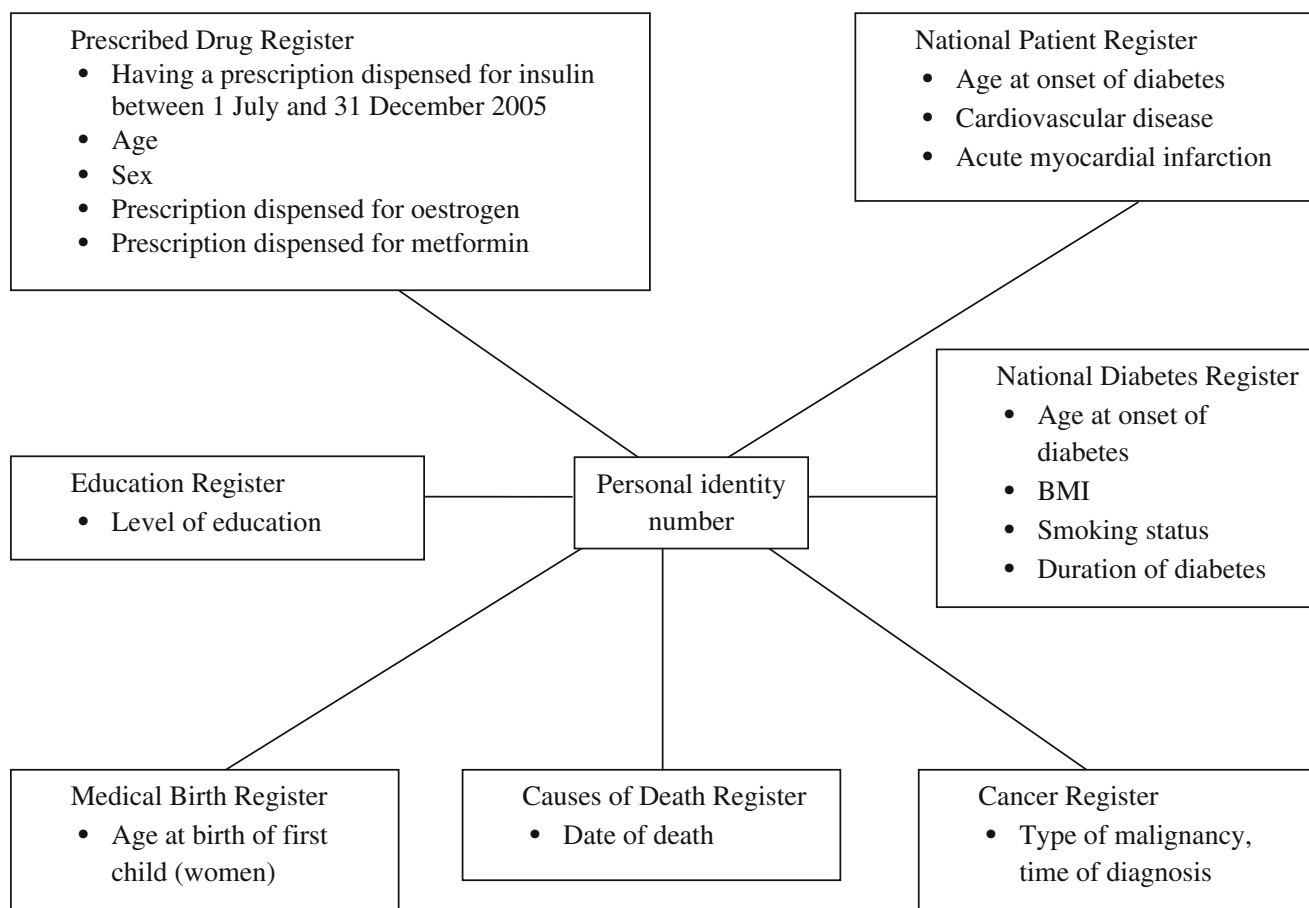 Prescribed Drug Register
• Having a prescription dispensed for insulin
between 1 July and 31 December 2005
• Age
• Sex
• Prescription dispensed for oestrogen
• Prescription dispensed for metformin
National Patient Register
• Age at onset of diabetes
• Cardiovascular disease
• Acute myocardial infarction
National Diabetes Register
• Age at onset of
diabetes
• BMI
• Smoking status
• Duration of diabetes
Education Register
• Level of education
Personal identity
number
Medical Birth Register
• Age at birth of first
child (women)
Causes of Death Register
• Date of death
Cancer Register
• Type of malignancy,
time of diagnosis